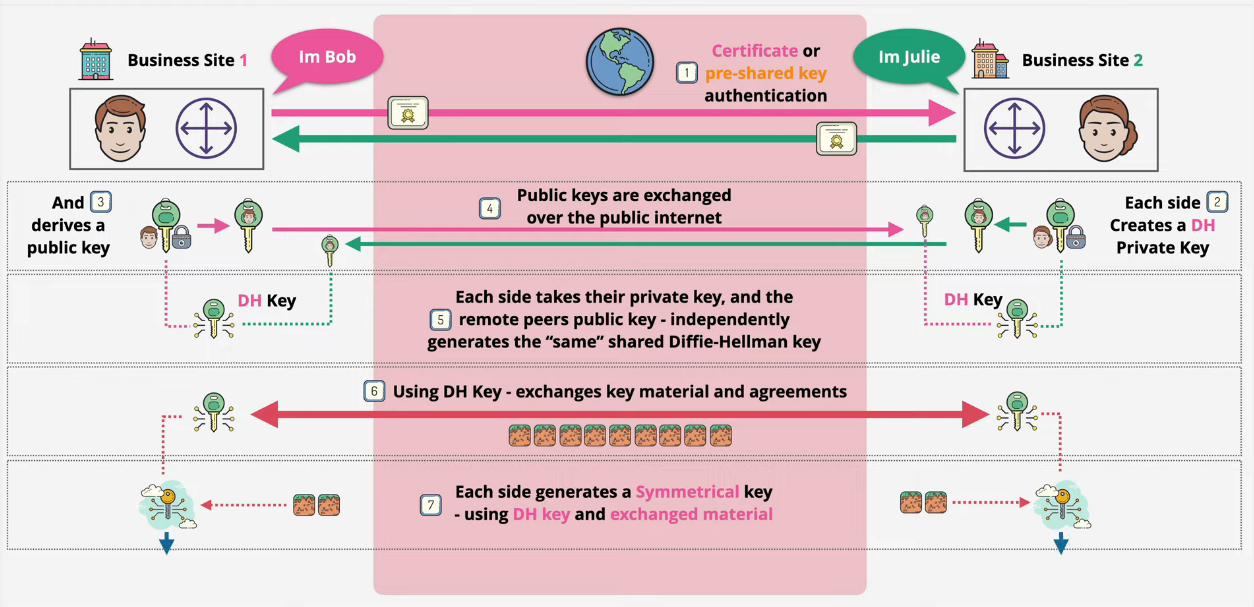 Business Site 1
Im Bob
1
Certificate or
pre-shared key
authentication
Im Julie
Business Site 2
And 3
derives a
public key
4
Public keys are exchanged
over the public internet
Each side 2
Creates a DH
Private Key
DH Key
Each side takes their private key, and the
5 remote peers public key - independently
generates the “same” shared Diffie-Hellman key
DH Key
6 Using DH Key - exchanges key material and agreements
7
Each side generates a Symmetrical key
- using DH key and exchanged material